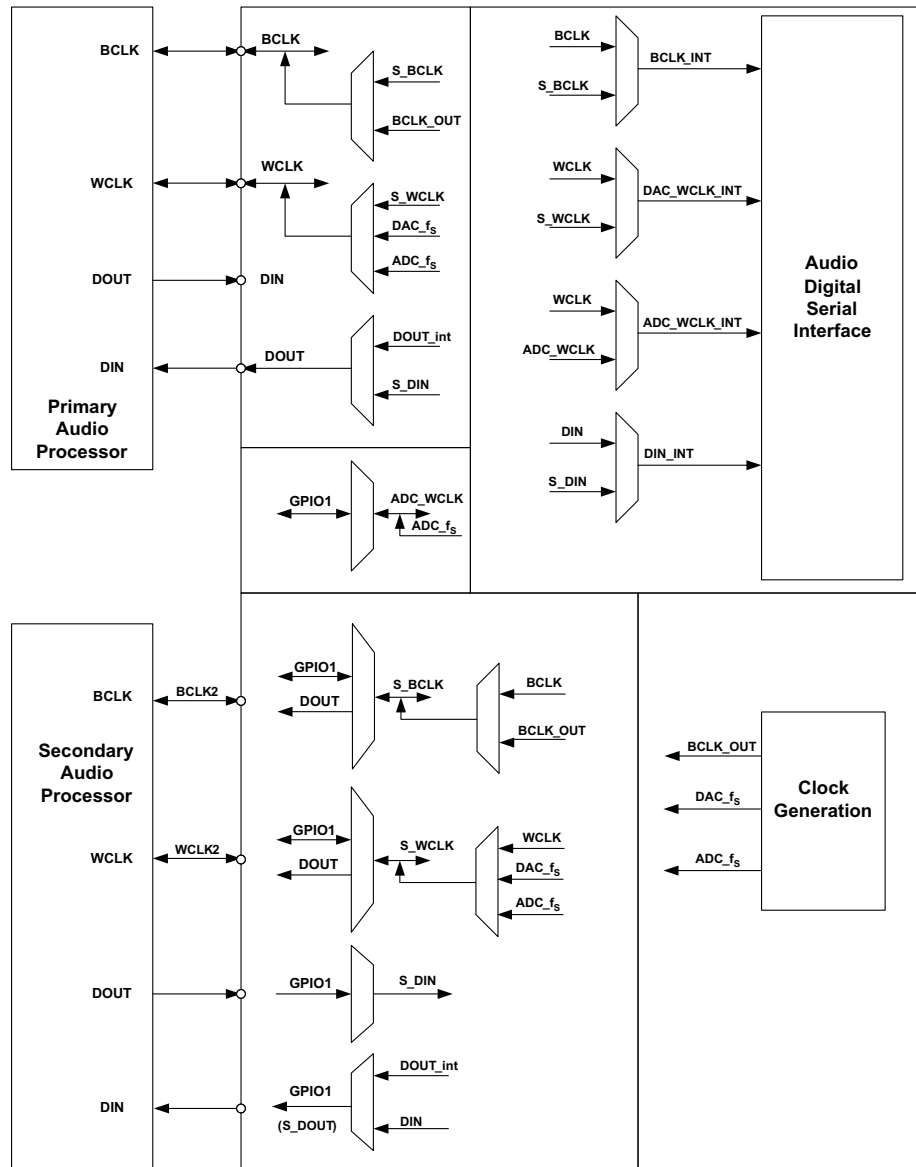 BCLK
BCLK
S_BCLK
BCLK_OUT
WCLK
WCLK
S_WCLK
DAC_fS
ADC_fS
DOUT
DIN
DOUT_int
DIN
DOUT
S_DIN
Primary
Audio
Processor
BCLK
BCLK_INT
S_BCLK
WCLK
DAC_WCLK_INT
S_WCLK
WCLK
ADC_WCLK_INT
ADC_WCLK
DIN
DIN_INT
S_DIN
Audio
Digital
Serial
Interface
GPIO1
ADC_WCLK
ADC_fS
BCLK
BCLK2
GPIO1
DOUT
S_BCLK
BCLK
BCLK_OUT
Secondary
Audio
Processor
WCLK
WCLK2
GPIO1
DOUT
S_WCLK
WCLK
DAC_fS
ADC_fS
DOUT
GPIO1
S_DIN
DIN
GPIO1
(S_DOUT)
DOUT_int
DIN
BCLK_OUT
DAC_fS
ADC_fS
Clock
Generation